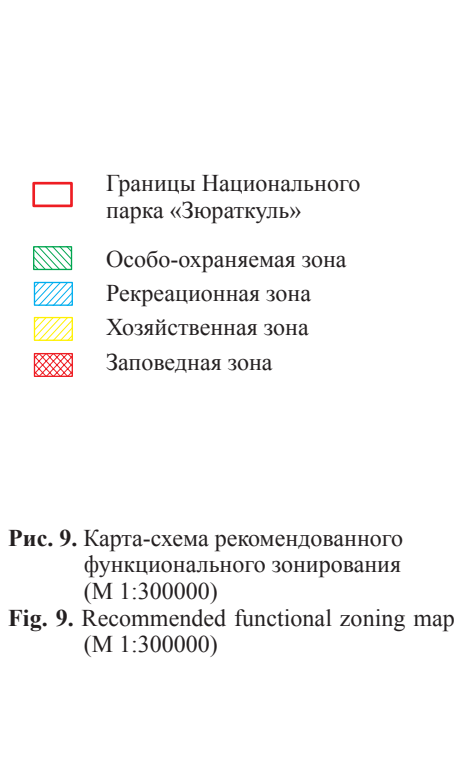 Границы Национального
парка «Зюраткуль»
Особо-охраняемая зона
Рекреационная зона
Хозяйственная зона
Заповедная зона
Рис. 9. Карта-схема рекомендованного
функционального зонирования
(М 1:300000)
Fig. 9. Recommended functional zoning map
(M 1:300000)